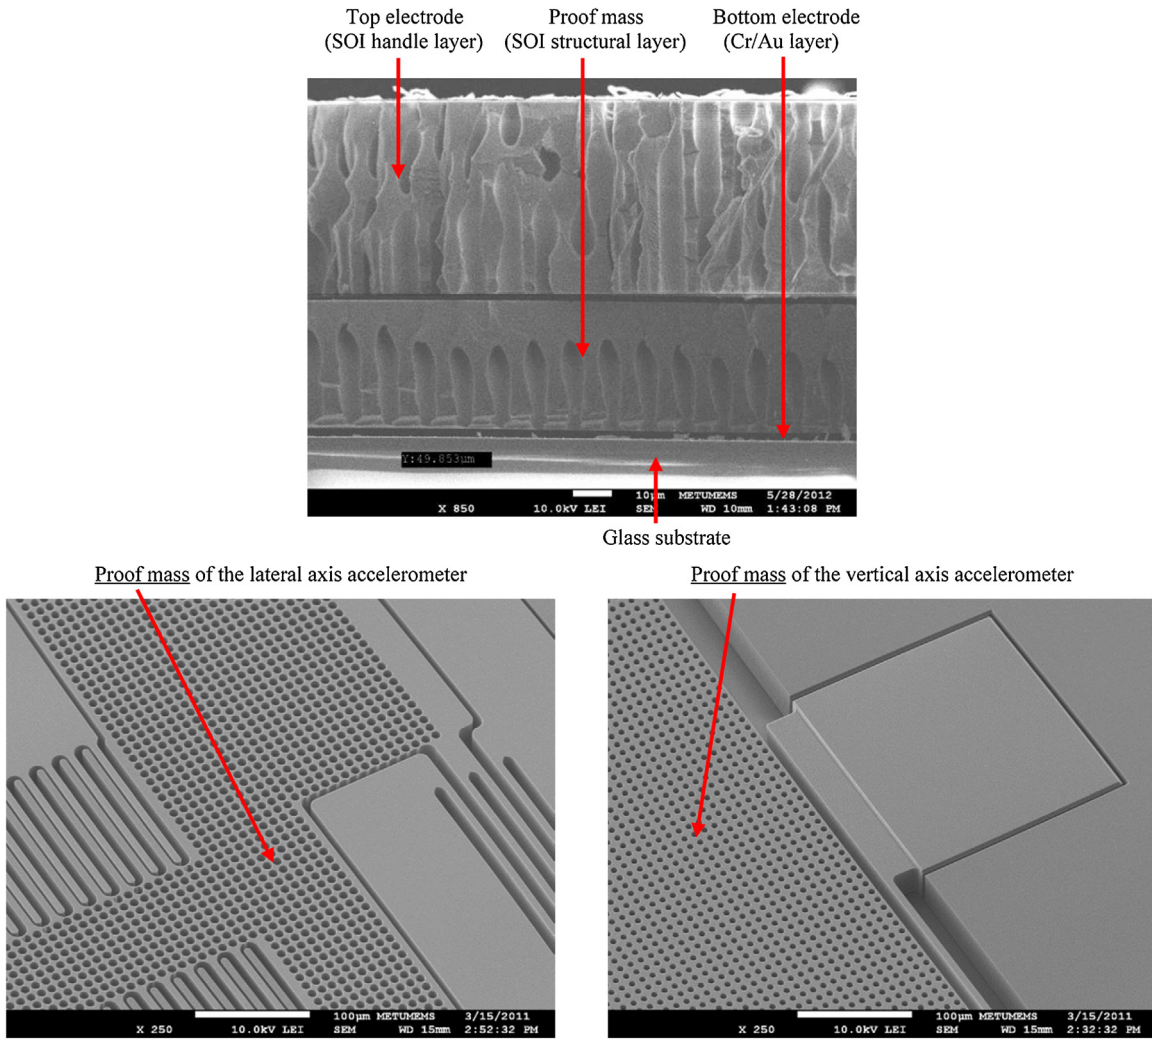 Top electrode
(SOI handle layer)
Proof mass
(SOI structural layer)
Bottom electrode
(Cr/Au layer)
Y:49.853µm
10µm METUMEMS 5/28/2012
X 850 10.0kV LEI SEM WD 10mm 1:43:08 PM
Glass substrate
Proof mass of the lateral axis accelerometer
Proof mass of the vertical axis accelerometer
100µm METUMEMS 3/15/2011
X 250 10.0kV LEI SEM WD 15mm 2:52:32 PM
100µm METUMEMS 3/15/2011
X 250 10.0kV LEI SEM WD 15mm 2:32:32 PM